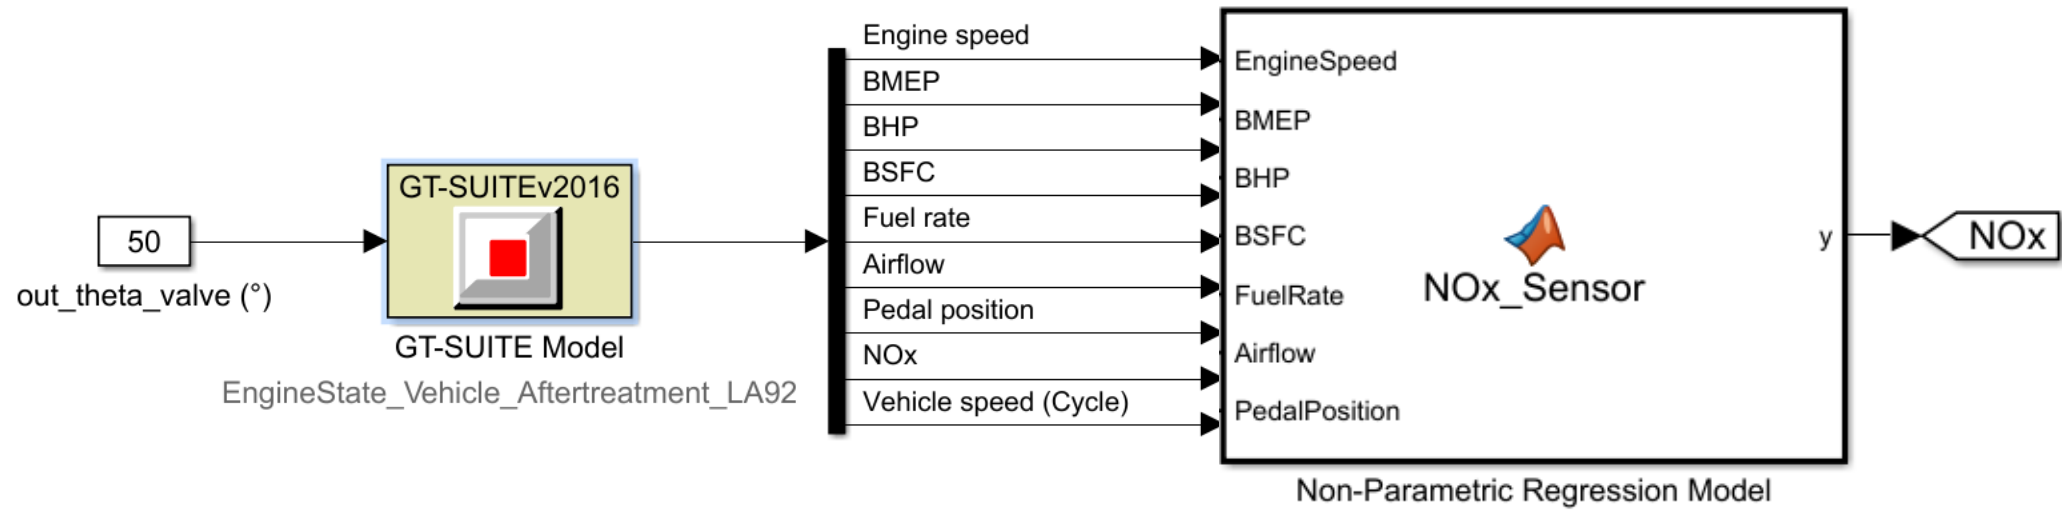 50
out_theta_valve (°)
GT-SUITEv2016
GT-SUITE Model
EngineState_Vehicle_Aftertreatment_LA92
Engine speed
BMEP
BHP
BSFC
Fuel rate
Airflow
Pedal position
NOx
Vehicle speed (Cycle)
EngineSpeed
BMEP
BHP
BSFC
FuelRate
Airflow
PedalPosition
NOx_Sensor
y
Non-Parametric Regression Model
NOx